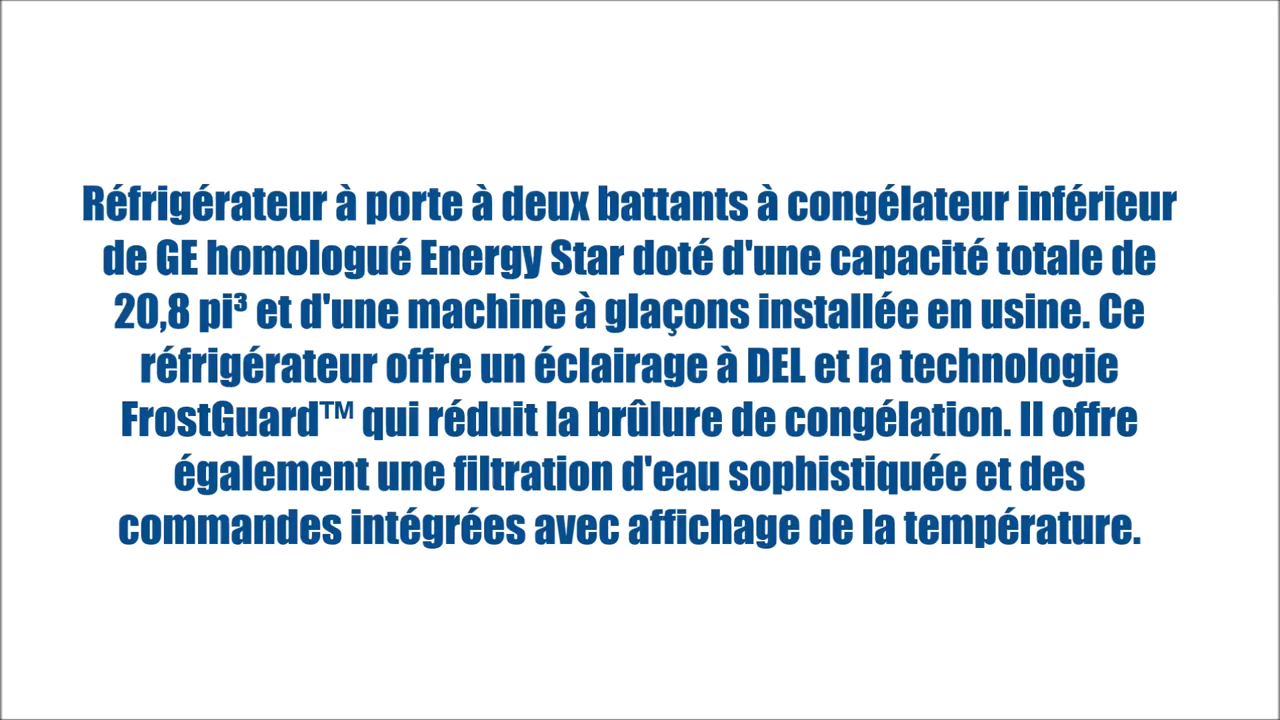 Réfrigérateur à porte à deux battants à congélateur inférieur
de GE homologué Energy Star doté d'une capacité totale de
20,8 pi³ et d'une machine à glaçons installée en usine. Ce
réfrigérateur offre un éclairage à DEL et la technologie
FrostGuard™ qui réduit la brûlure de congélation. Il offre
également une filtration d'eau sophistiquée et des
commandes intégrées avec affichage de la température.